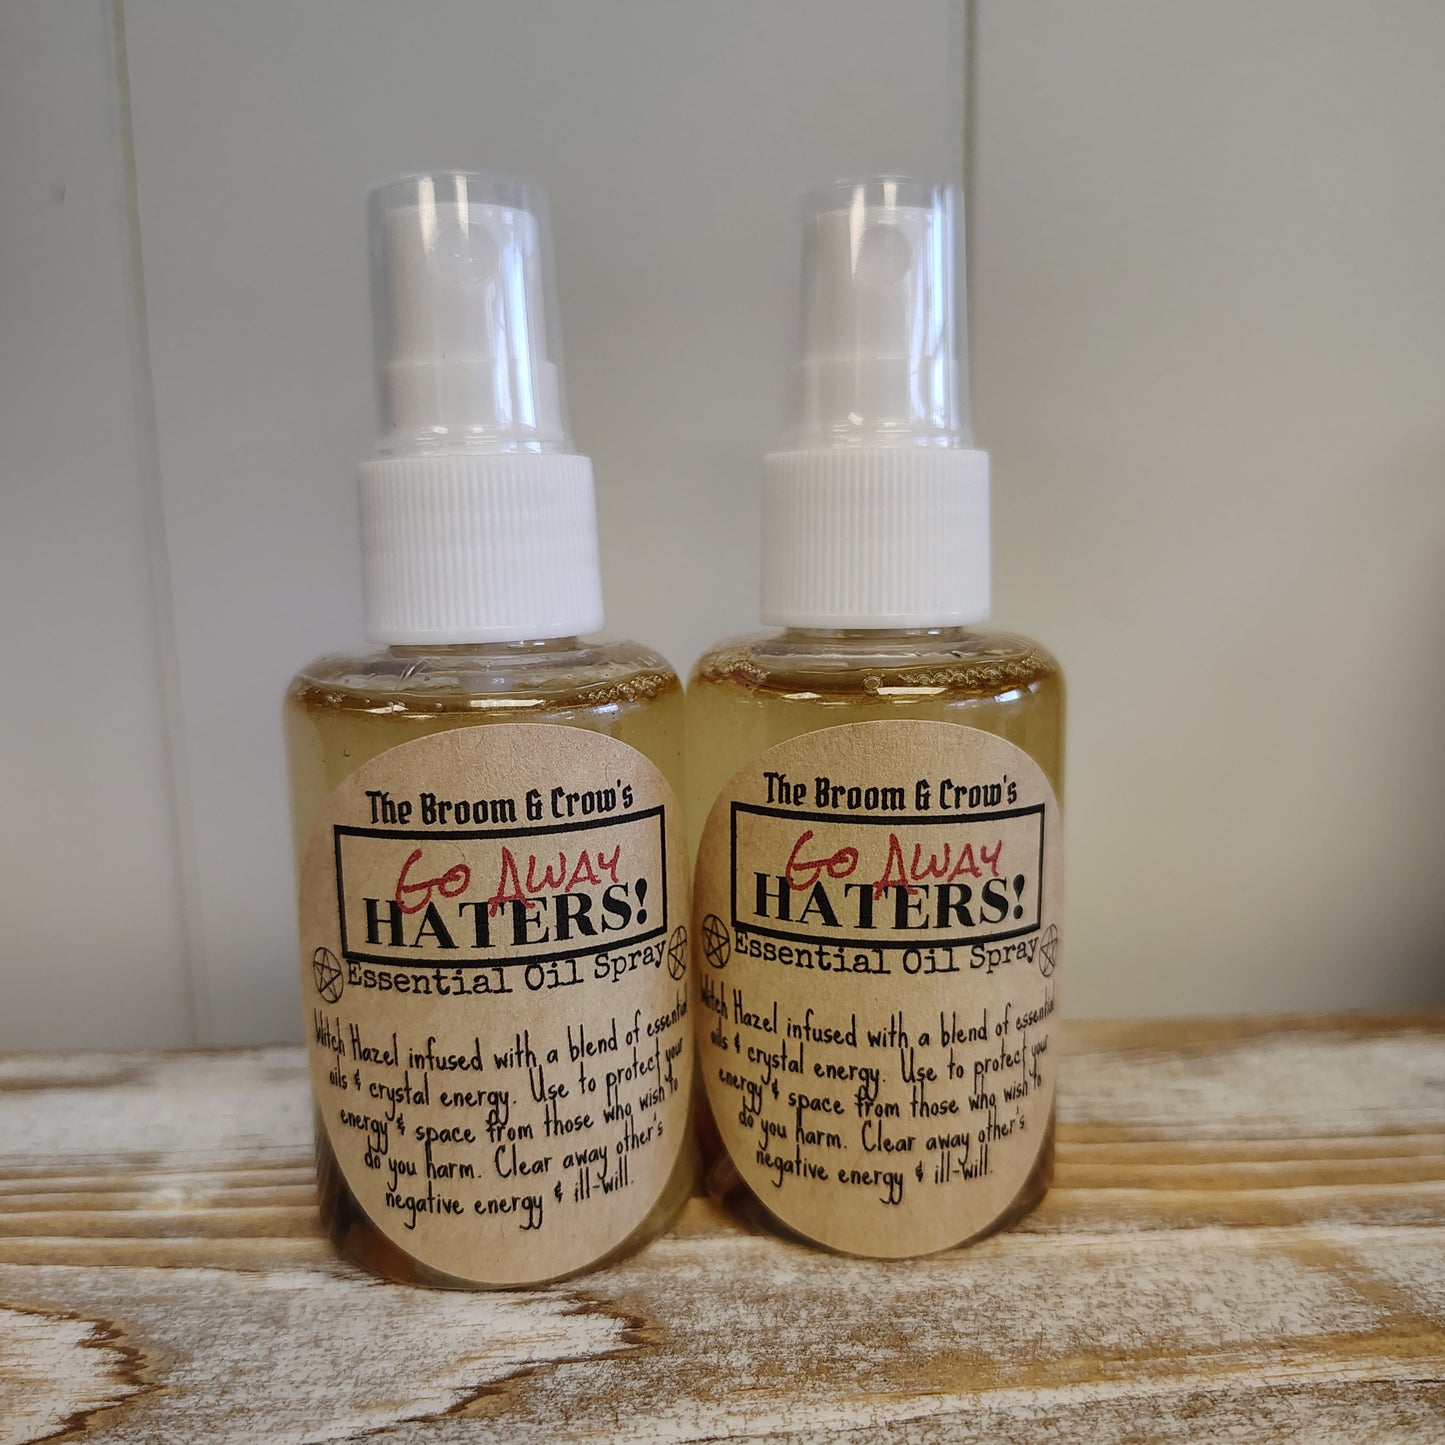 The Broom & Crow's
Go Away
HATERS!
Essential Oil Spray
Witch Hazel infused with a blend of essential
oils & crystal energy. Use to protect your
energy & space from those who wish to
do you harm. Clear away other's
negative energy & ill-will.
The Broom & Crow's
Go Away
HATERS!
Essential Oil Spray
Witch Hazel infused with a blend of essential
oils & crystal energy. Use to protect your
energy & space from those who wish to
do you harm. Clear away other's
negative energy & ill-will.